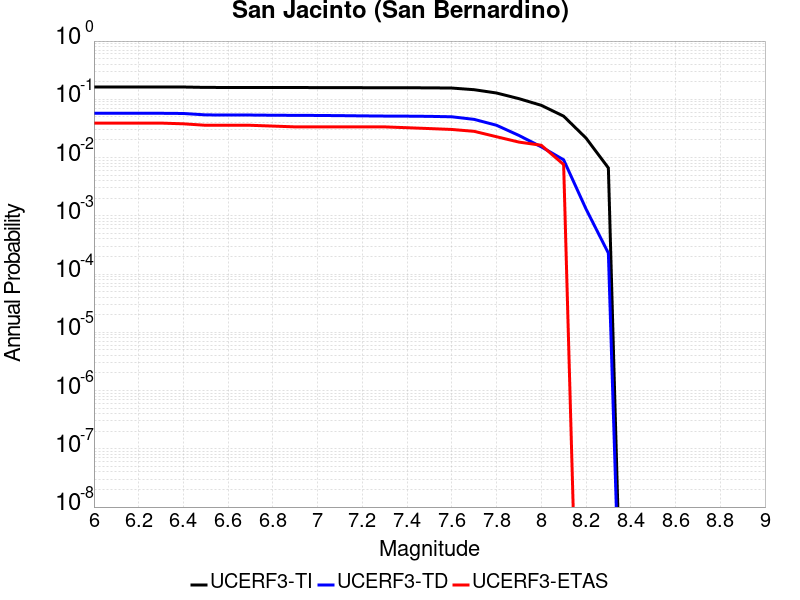 San Jacinto (San Bernardino)
10^0
10^-1
10^-2
10^-3
10^-4
10^-5
10^-6
10^-7
10^-8
Annual Probability
6 6.2 6.4 6.6 6.8 7 7.2 7.4 7.6 7.8 8 8.2 8.4 8.6 8.8 9
Magnitude
UCERF3-TI UCERF3-TD UCERF3-ETAS